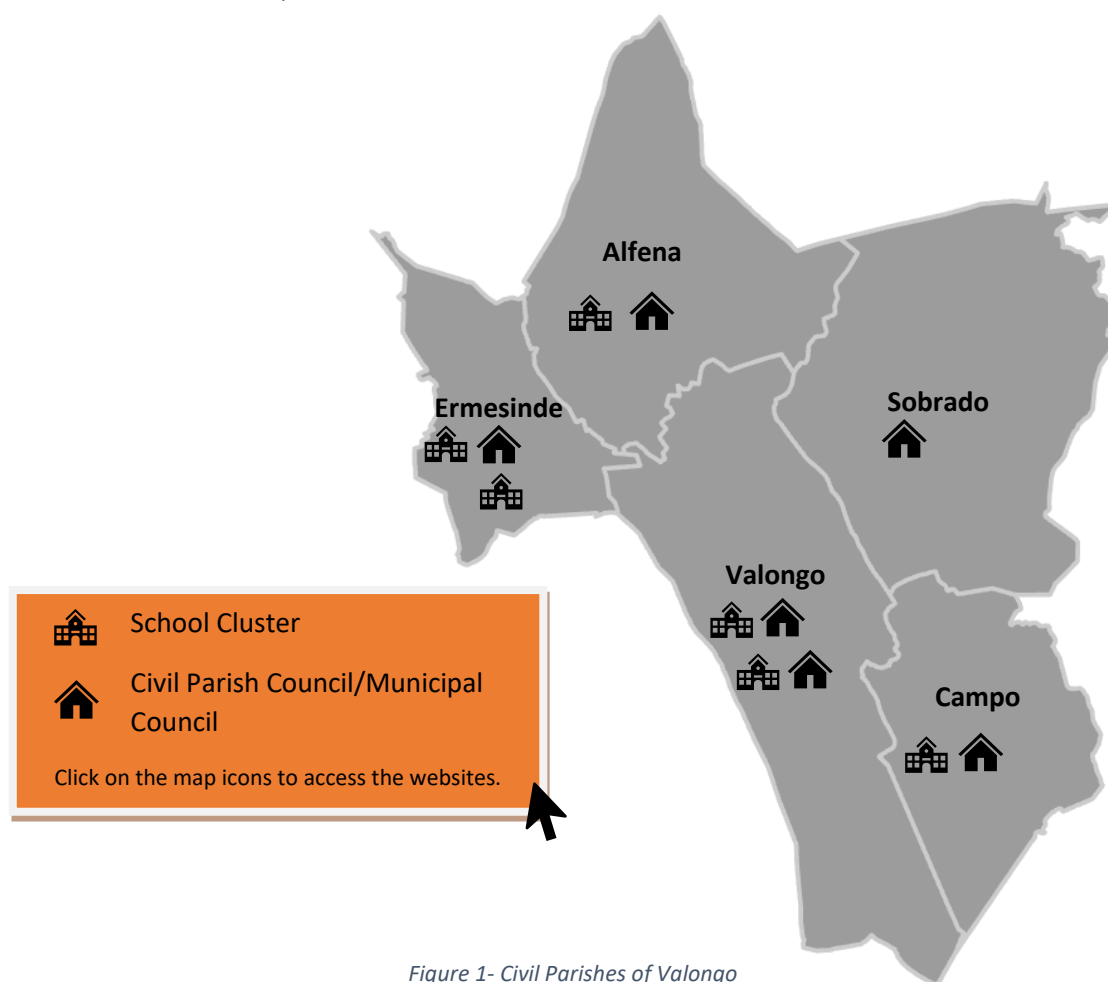 Alfena
Ermesinde
Sobrado
Valongo
Campo
School Cluster
Civil Parish Council/Municipal
Council
Click on the map icons to access the websites.
Figure 1- Civil Parishes of Valongo